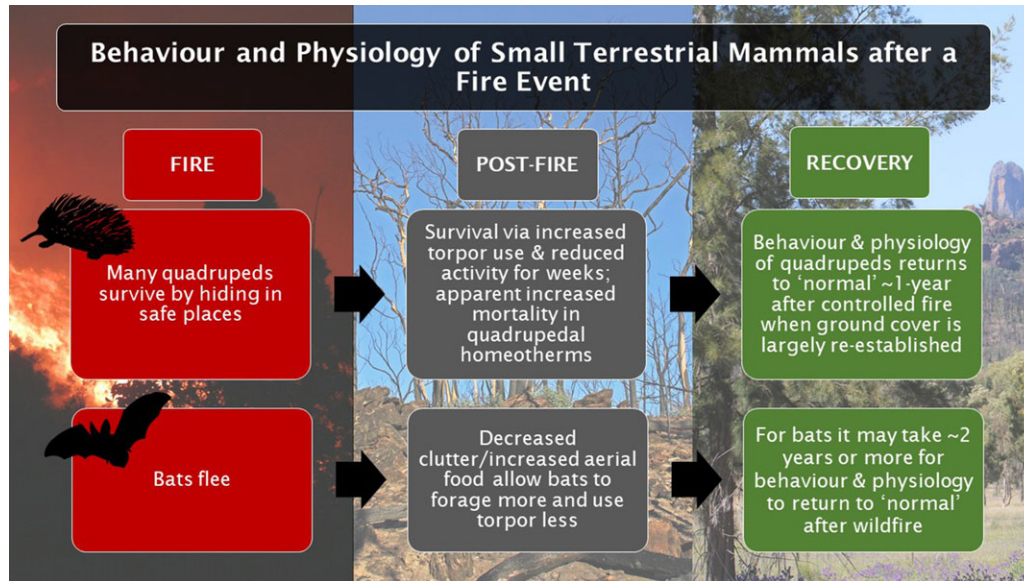 Behaviour and Physiology of Small Terrestrial Mammals after a
Fire Event
FIRE
POST-FIRE
RECOVERY
Many quadrupeds
survive by hiding in
safe places
Survival via increased
torpor use & reduced
activity for weeks;
apparent increased
mortality in
quadrupedal
homeotherms
Behaviour & physiology
of quadrupeds returns
to ‘normal’ ~1-year
after controlled fire
when ground cover is
largely re-established
Bats flee
Decreased
clutter/increased aerial
food allow bats to
forage more and use
torpor less
For bats it may take ~2
years or more for
behaviour & physiology
to return to ‘normal’
after wildfire